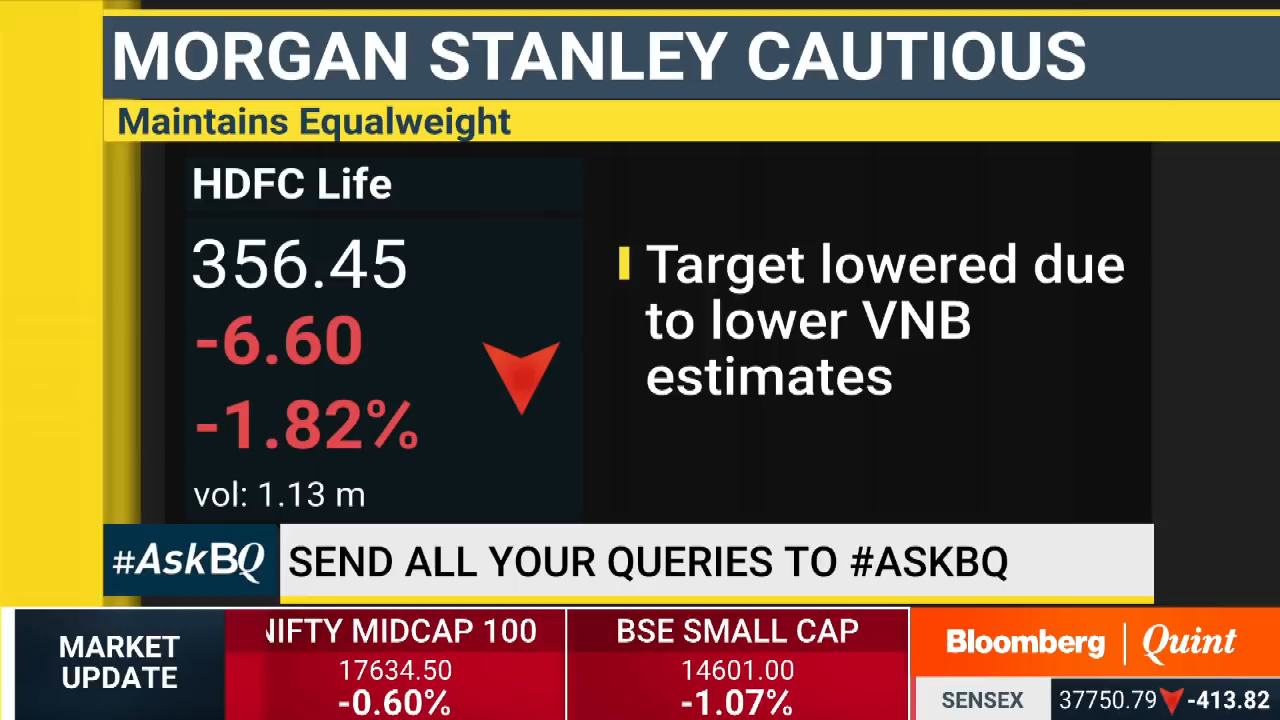 MORGAN STANLEY CAUTIOUS
Maintains Equalweight
HDFC Life
356.45
-6.60
-1.82%
vol: 1.13 m
Target lowered due
to lower VNB
estimates
#AskBQ
SEND ALL YOUR QUERIES TO #ASKBQ
MARKET
UPDATE
NIFTY MIDCAP 100
17634.50
-0.60%
BSE SMALL CAP
14601.00
-1.07%
Bloomberg | Quint
SENSEX
37750.79 -413.82